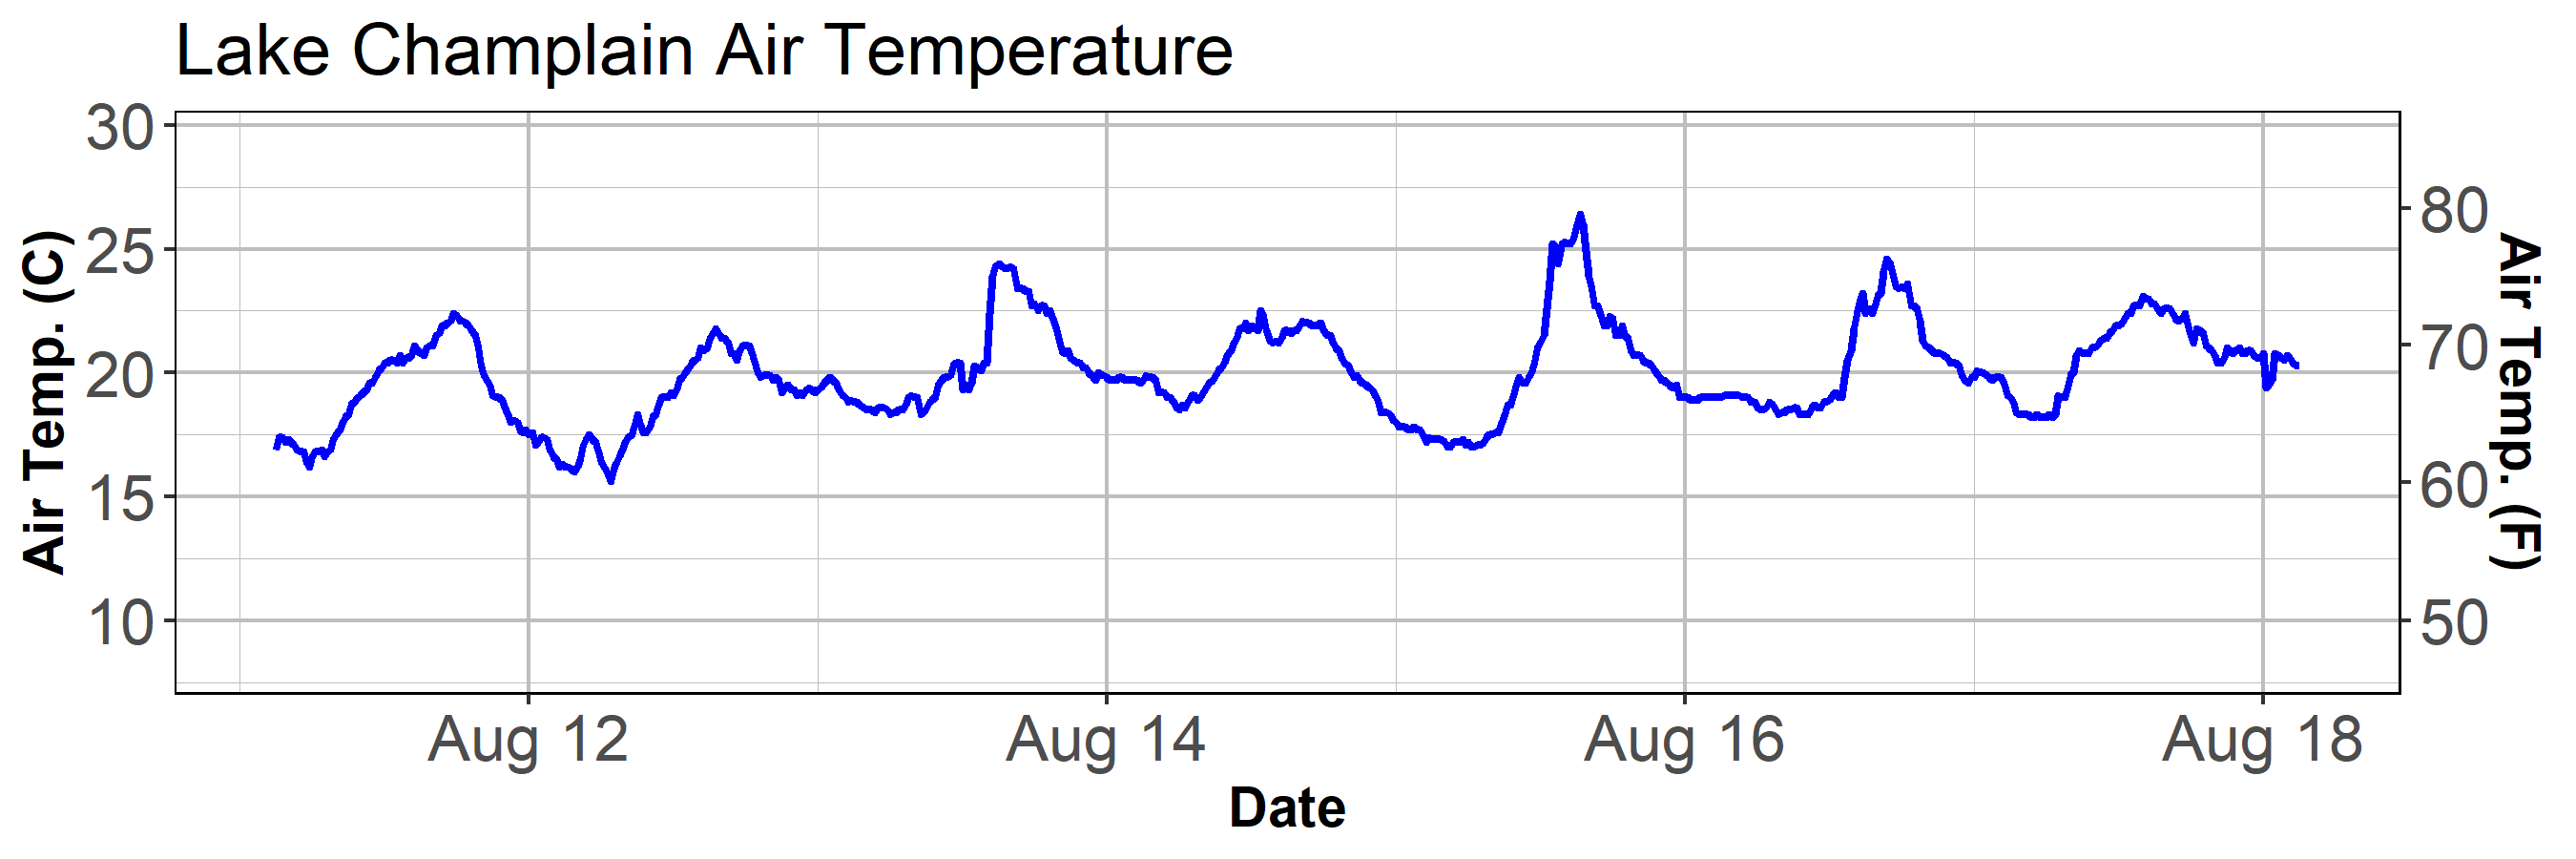 Lake Champlain Air Temperature
30
25
20
15
10
Air Temp. (C)
80
70
60
50
Air Temp. (F)
Aug 12
Aug 14
Aug 16
Aug 18
Date